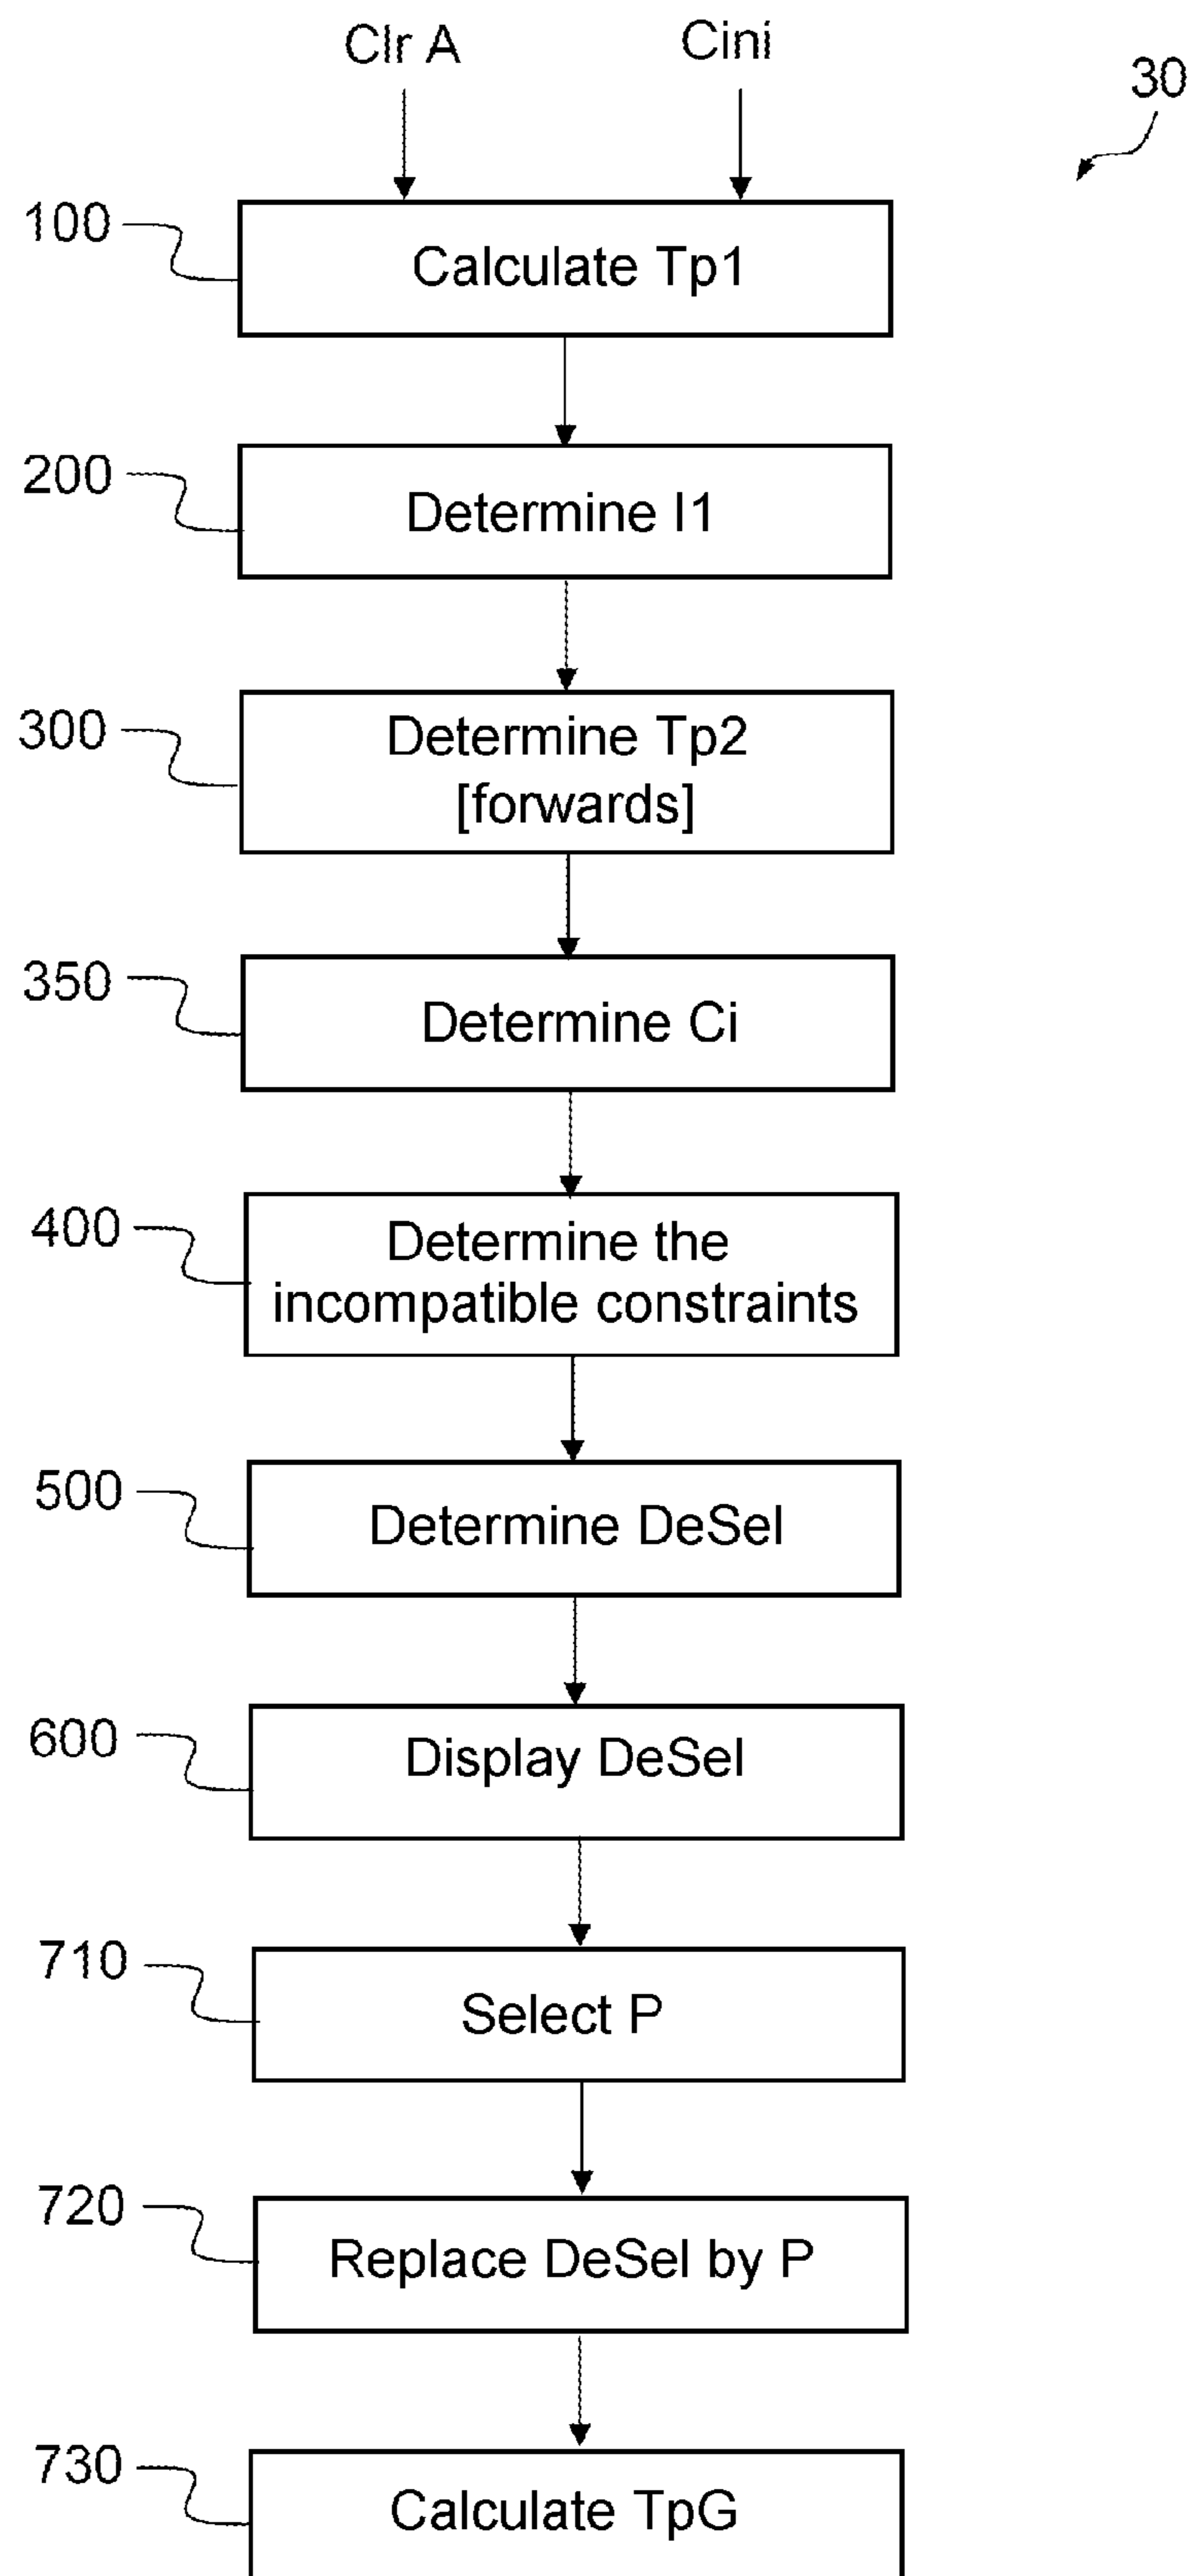 Clr A
Cini
30
100
Calculate Tp1
200
Determine I1
300
Determine Tp2
[forwards]
350
Determine Ci
400
Determine the
incompatible constraints
500
Determine DeSel
600
Display DeSel
710
Select P
720
Replace DeSel by P
730
Calculate TpG